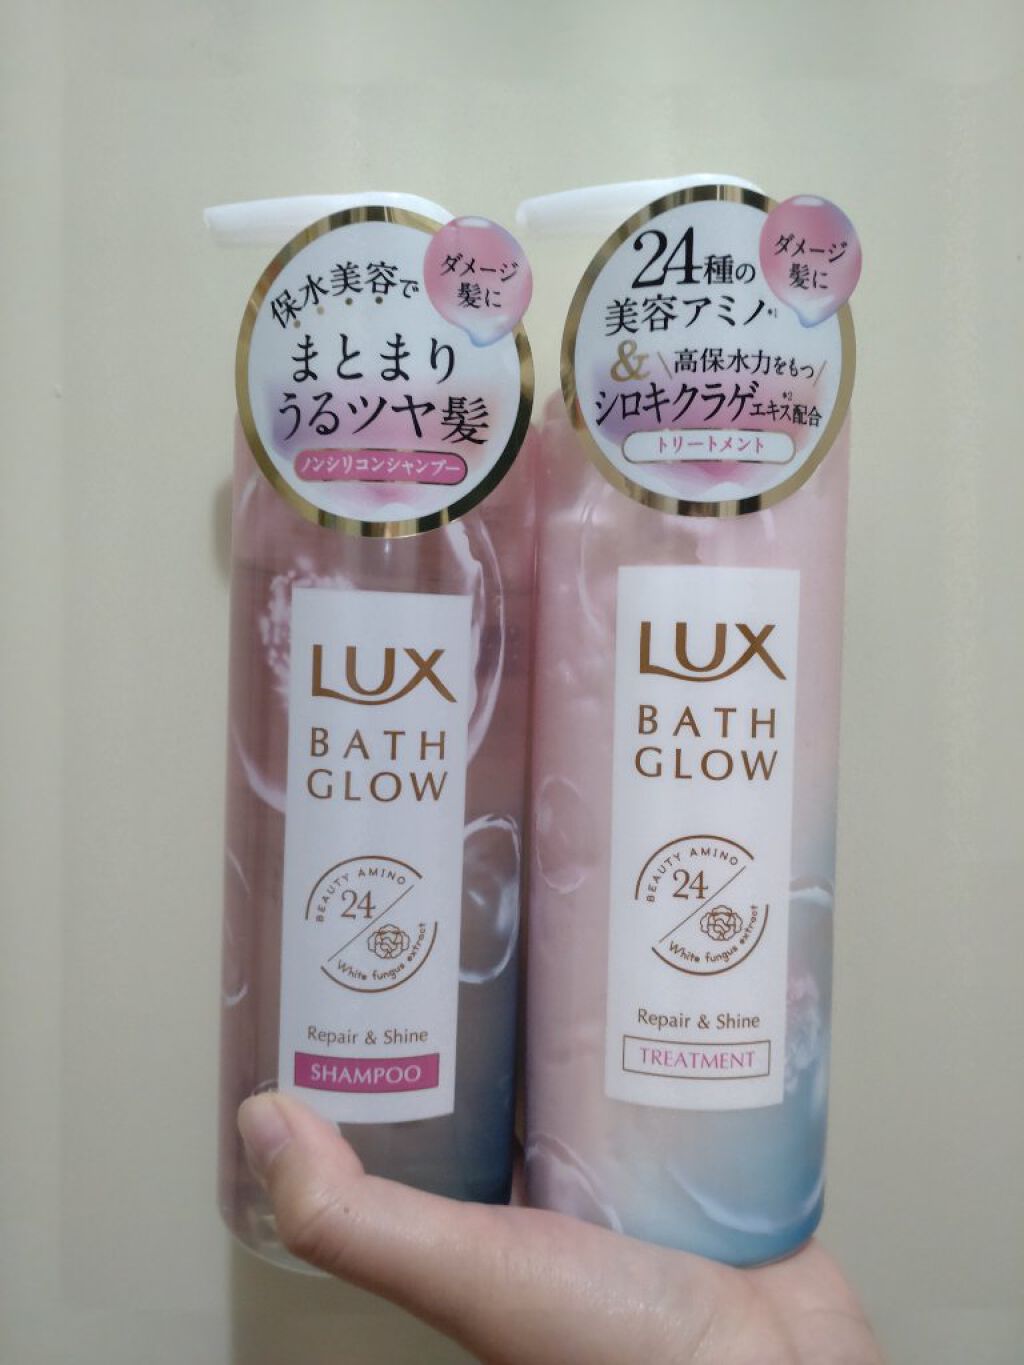 保水美容で
まとまり
うるツヤ髪
ノンシリコンシャンプー
ダメージ
髪に
LUX
BATH
GLOW
BEAUTY AMINO
24
White fungus extract
Repair & Shine
SHAMPOO
24種の
美容アミノ*1
& \高保水力をもつ/
シロキクラゲエキス*2配合
トリートメント
ダメージ
髪に
LUX
BATH
GLOW
BEAUTY AMINO
24
White fungus extract
Repair & Shine
TREATMENT